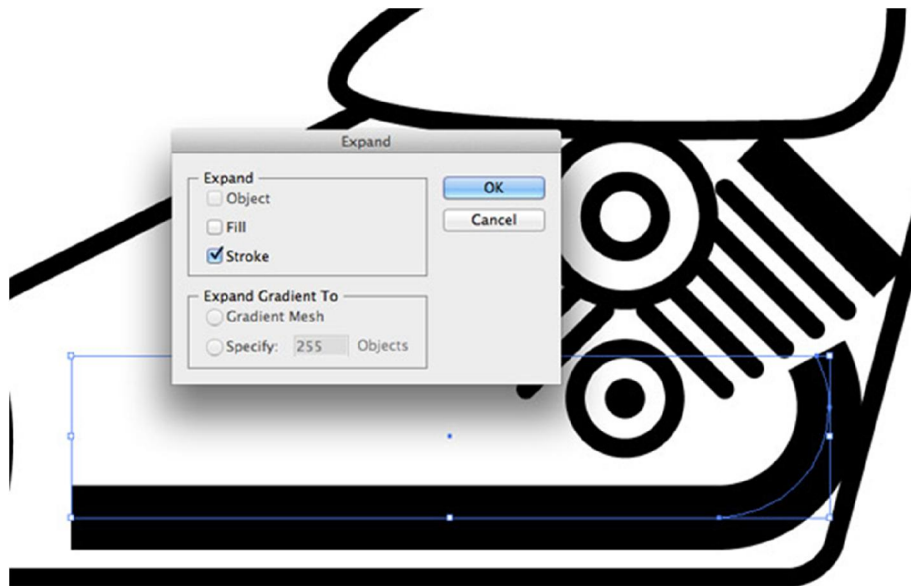 Expand
Expand
Object
OK
Fill
Cancel
Stroke
Expand Gradient To
Gradient Mesh
Specify: 255 Objects